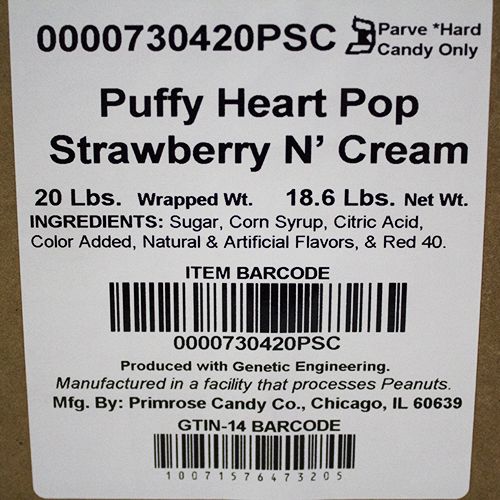 0000730420PSC Parve *Hard
Candy Only
Puffy Heart Pop
Strawberry N’ Cream
20 Lbs. Wrapped Wt. 18.6 Lbs. Net Wt.
INGREDIENTS: Sugar, Corn Syrup, Citric Acid,
Color Added, Natural & Artificial Flavors, & Red 40.
ITEM BARCODE
0000730420PSC
Produced with Genetic Engineering.
Manufactured in a facility that processes Peanuts.
Mfg. By: Primrose Candy Co., Chicago, IL 60639
GTIN-14 BARCODE
10071576473205